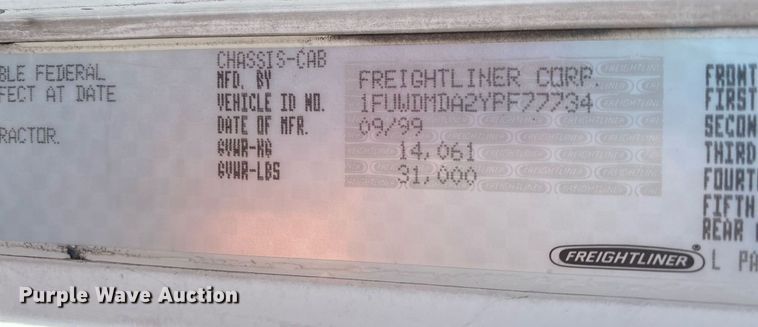 CHASSIS-CAB
BLE FEDERAL
FECT AT DATE
RACTOR.
MFD. BY FREIGHTLINER CORP.
VEHICLE ID NO. 1FUWDMDA2YPF77734
DATE OF MFR. 09/99
GVWR-KG 14,061
GVWR-LBS 31,000
FRONT
FIRST
SECON
THIRD
FOURT
FIFTH
REAR
FREIGHTLINER
L PA
Purple Wave Auction